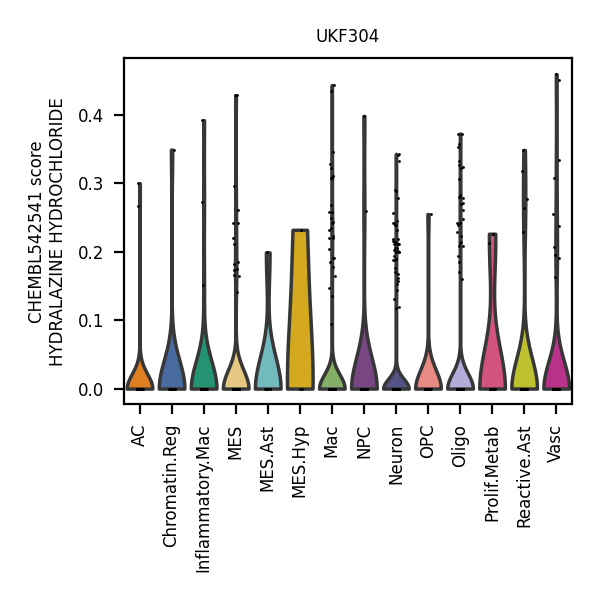 UKF304
CHEMBL542541 score
HYDRALAZINE HYDROCHLORIDE
0.4
0.3
0.2
0.1
0.0
AC
Chromatin.Reg
Inflammatory.Mac
MES
MES.Ast
MES.Hyp
Mac
NPC
Neuron
OPC
Oligo
Prolif.Metab
Reactive.Ast
Vasc